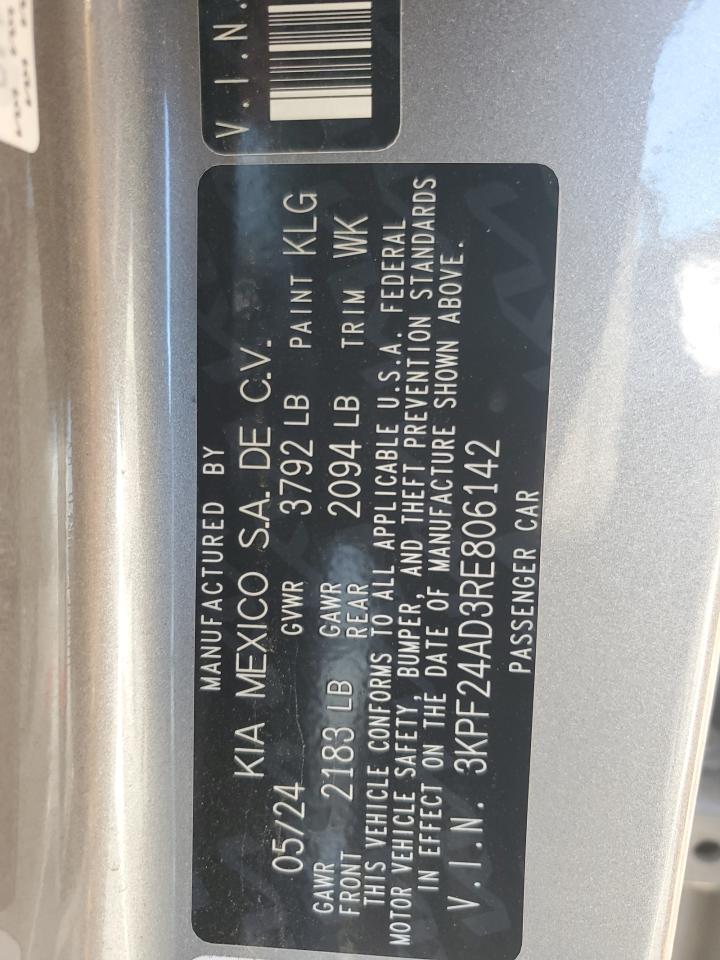 V.I.N.
MANUFACTURED BY
KIA MEXICO S.A. DE C.V.
05/24 GVWR 3792 LB PAINT KLG
GAWR FRONT 2183 LB GAWR REAR 2094 LB TRIM WK
THIS VEHICLE CONFORMS TO ALL APPLICABLE U.S.A. FEDERAL
MOTOR VEHICLE SAFETY, BUMPER, AND THEFT PREVENTION STANDARDS
IN EFFECT ON THE DATE OF MANUFACTURE SHOWN ABOVE.
V.I.N. 3KPF24AD3RE806142
PASSENGER CAR